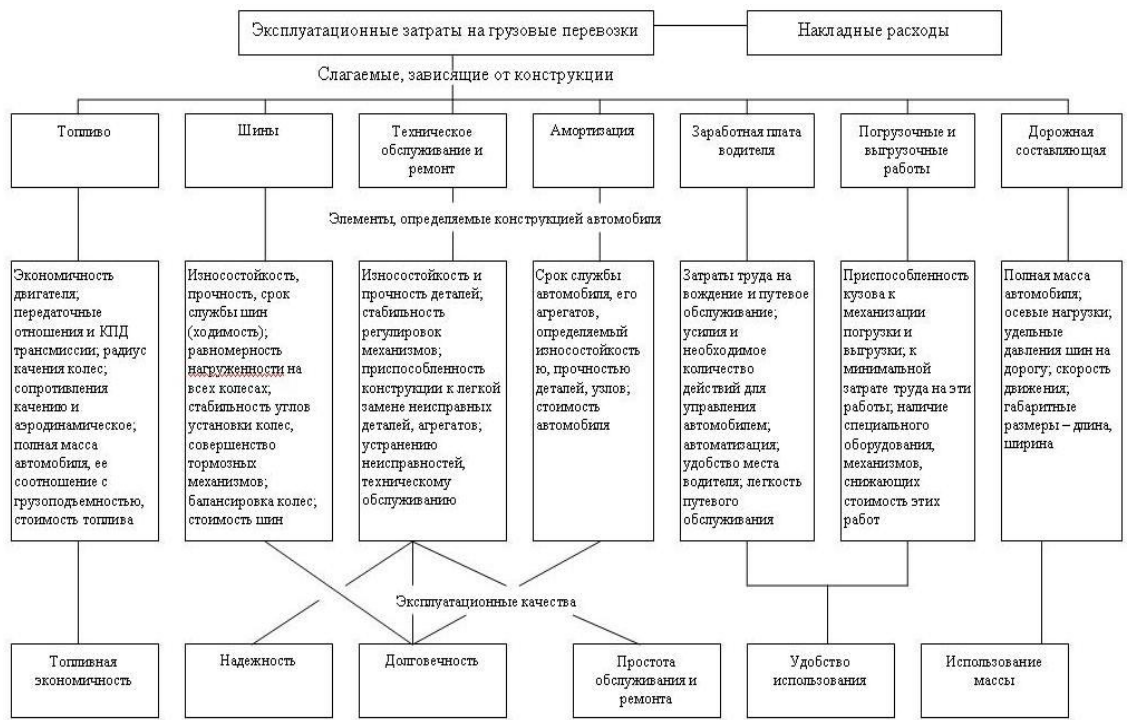 Эксплуатационные затраты на грузовые перевозки
Накладные расходы
Слагаемые, зависящие от конструкции
Топливо
Шины
Техническое
обслуживание и
ремонт
Амортизация
Заработная плата
водителя
Погрузочные и
выгрузочные
работы
Дорожная
составляющая
Элементы, определяемые конструкцией автомобиля
Экономичность
двигателя;
передаточные
отношения и КПД
трансмиссии; радиус
качения колес;
сопротивления
качению и
аэродинамическое;
полная масса
автомобиля, ее
соотношение с
грузоподъемностью,
стоимость топлива
Износостойкость,
прочность, срок
службы шин
(ходимость);
равномерность
нагруженности на
всех колесах;
стабильность углов
установки колес,
совершенство
тормозных
механизмов;
балансировка колес;
стоимость шин
Износостойкость и
прочность деталей;
стабильность
регулировок
механизмов;
приспособленность
конструкции к легкой
замене неисправных
деталей, агрегатов;
устранению
неисправностей,
техническому
обслуживанию
Срок службы
автомобиля, его
агрегатов,
определяемый
износостойкость
ю, прочностью
деталей, узлов;
стоимость
автомобиля
Затраты труда на
вождение и путевое
обслуживание;
усилия и
необходимое
количество
действий для
управления
автомобилем;
автоматизация;
удобство места
водителя; легкость
путевого
обслуживания
Приспособленность
кузова к
механизации
погрузки и
выгрузки; к
минимальной
затрате труда на эти
работы; наличие
специального
оборудования,
механизмов,
снижающих
стоимость этих
работ
Полная масса
автомобиля;
осевые нагрузки;
удельные
давления шин на
дорогу; скорость
движения;
габаритные
размеры – длина,
ширина
Эксплуатационные качества
Топливная
экономичность
Надежность
Долговечность
Простота
обслуживания и
ремонта
Удобство
использования
Использование
массы